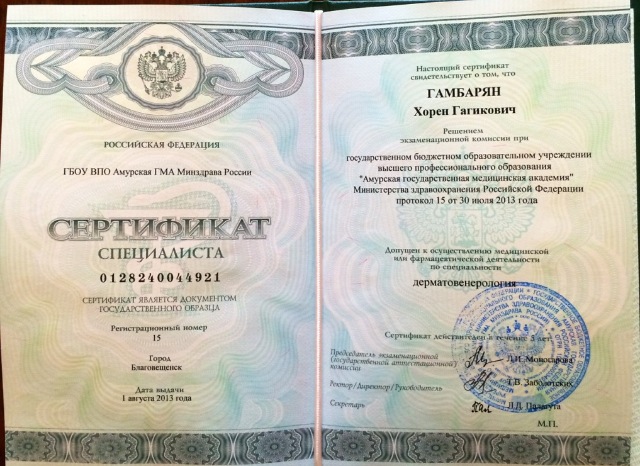 РОССИЙСКАЯ ФЕДЕРАЦИЯ
ГБОУ ВПО Амурская ГМА Минздрава России
СЕРТИФИКАТ
СПЕЦИАЛИСТА
0128240044921
СЕРТИФИКАТ ЯВЛЯЕТСЯ ДОКУМЕНТОМ
ГОСУДАРСТВЕННОГО ОБРАЗЦА
Регистрационный номер
15
Город
Благовещенск
Дата выдачи
1 августа 2013 года
Настоящий сертификат
свидетельствует о том, что
ГАМБАРЯН
Хорен Гагикович
Решением
экзаменационной комиссии при
государственном бюджетном образовательном учреждении
высшего профессионального образования
"Амурская государственная медицинская академия"
Министерства здравоохранения Российской Федерации
протокол 15 от 30 июля 2013 года
Допущен к осуществлению медицинской
или фармацевтической деятельности
по специальности
дерматовенерология
Сертификат действителен в течение 5 лет.
Председатель экзаменационной
(государственной аттестационной)
комиссии
Ректор/Директор/Руководитель
Т.В. Заболотских
Секретарь
М.П.